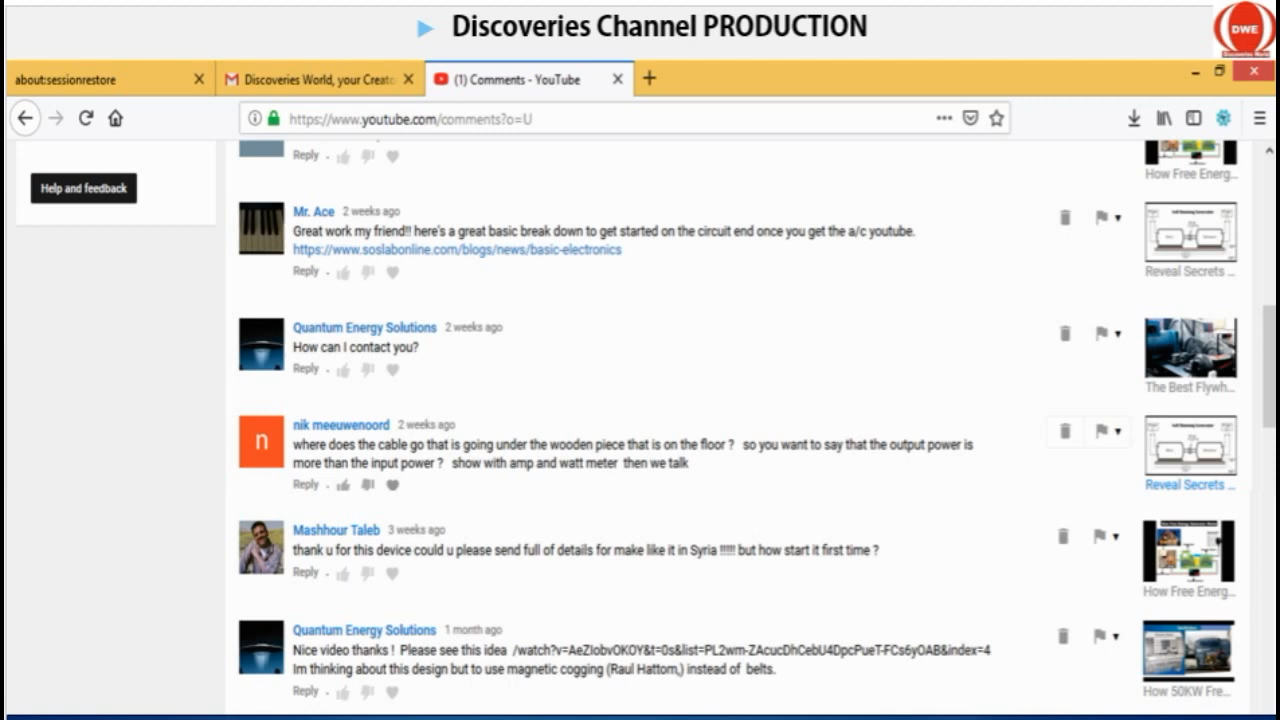 Discoveries Channel PRODUCTION
DWE
Discoveries World
about:sessionrestore
Discoveries World, your Creato
(1) Comments - YouTube
https://www.youtube.com/comments?o=U
Reply
How Free Energ...
Help and feedback
Mr. Ace 2 weeks ago
Great work my friend!! here's a great basic break down to get started on the circuit end once you get the a/c youtube.
https://www.soslabonline.com/blogs/news/basic-electronics
Reply
Reveal Secrets ...
Quantum Energy Solutions 2 weeks ago
How can I contact you?
Reply
The Best Flywh...
n
nik meeuwenoord 2 weeks ago
where does the cable go that is going under the wooden piece that is on the floor ? so you want to say that the output power is
more than the input power ? show with amp and watt meter then we talk
Reply
Reveal Secrets ...
Mashhour Taleb 3 weeks ago
thank u for this device could u please send full of details for make like it in Syria !!!!! but how start it first time ?
Reply
How Free Energ...
Quantum Energy Solutions 1 month ago
Nice video thanks ! Please see this idea /watch?v=AeZIobvOKOY&t=0s&list=PL2wm-ZAcucDhCebU4DpcPueT-FCs6yOAB&index=4
Im thinking about this design but to use magnetic cogging (Raul Hattom,) instead of belts.
Reply
How 50KW Fre...